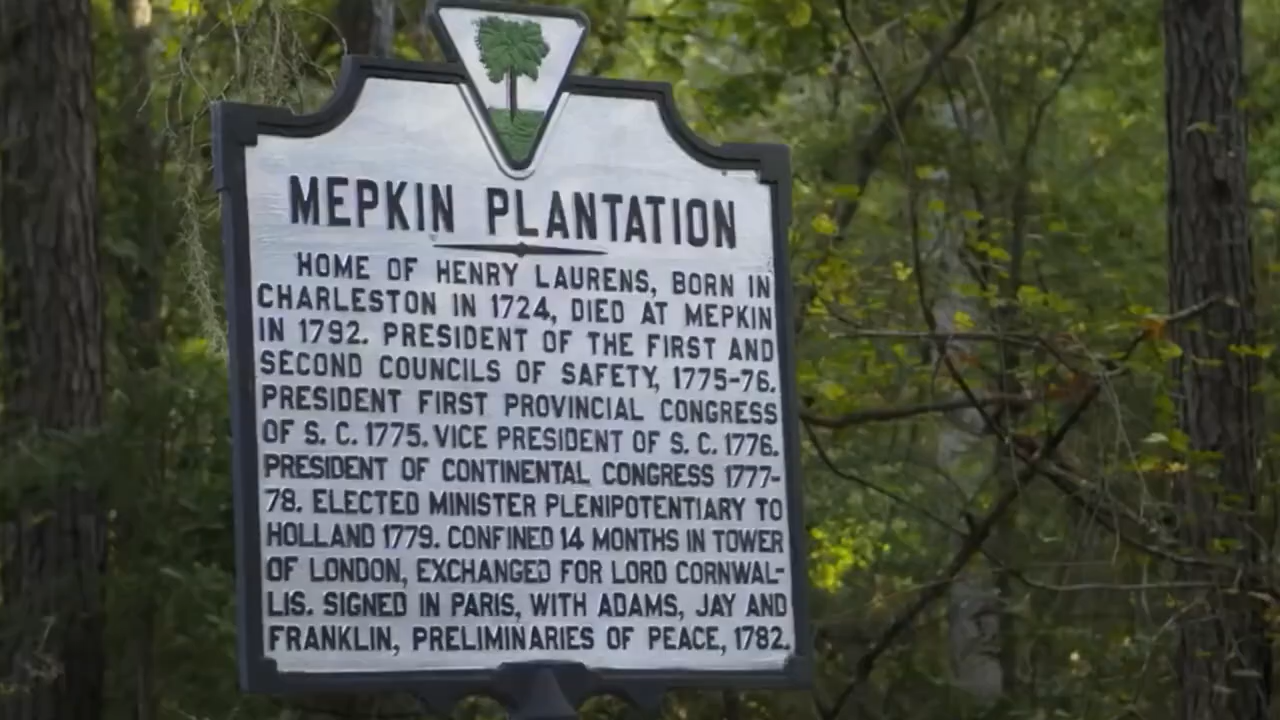 MEPKIN PLANTATION
HOME OF HENRY LAURENS, BORN IN
CHARLESTON IN 1724, DIED AT MEPKIN
IN 1792. PRESIDENT OF THE FIRST AND
SECOND COUNCILS OF SAFETY, 1775-76.
PRESIDENT FIRST PROVINCIAL CONGRESS
OF S. C. 1775. VICE PRESIDENT OF S. C. 1776.
PRESIDENT OF CONTINENTAL CONGRESS 1777-
78. ELECTED MINISTER PLENIPOTENTIARY TO
HOLLAND 1779. CONFINED 14 MONTHS IN TOWER
OF LONDON, EXCHANGED FOR LORD CORNWAL-
LIS. SIGNED IN PARIS, WITH ADAMS, JAY AND
FRANKLIN, PRELIMINARIES OF PEACE, 1782.